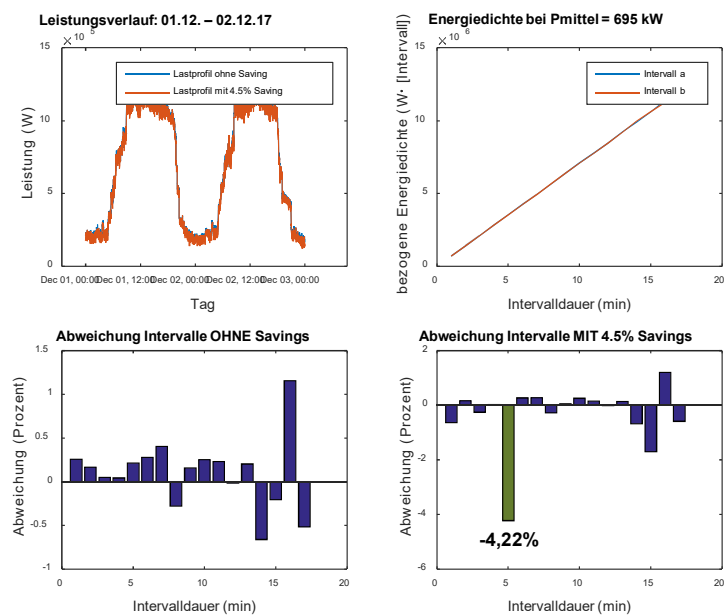 Leistungsverlauf: 01.12. – 02.12.17
× 10 5
15
10
5
0
Leistung (W)
Lastprofil ohne Saving
Lastprofil mit 4.5% Saving
Dec 01, 00:00
Dec 01, 12:00
Dec 02, 00:00
Dec 02, 12:00
Dec 03, 00:00
Tag
Energiedichte bei Pmittel = 695 kW
× 10 6
15
10
5
0
bezogene Energiedichte (W· [Intervall])
Intervall a
Intervall b
0 5 10 15 20
Intervalldauer (min)
Abweichung Intervalle OHNE Savings
1.5
1
0.5
0
-0.5
-1
Abweichung (Prozent)
0 5 10 15 20
Intervalldauer (min)
Abweichung Intervalle MIT 4.5% Savings
2
0
-2
-4
-6
Abweichung (Prozent)
-4,22%
0 5 10 15 20
Intervalldauer (min)